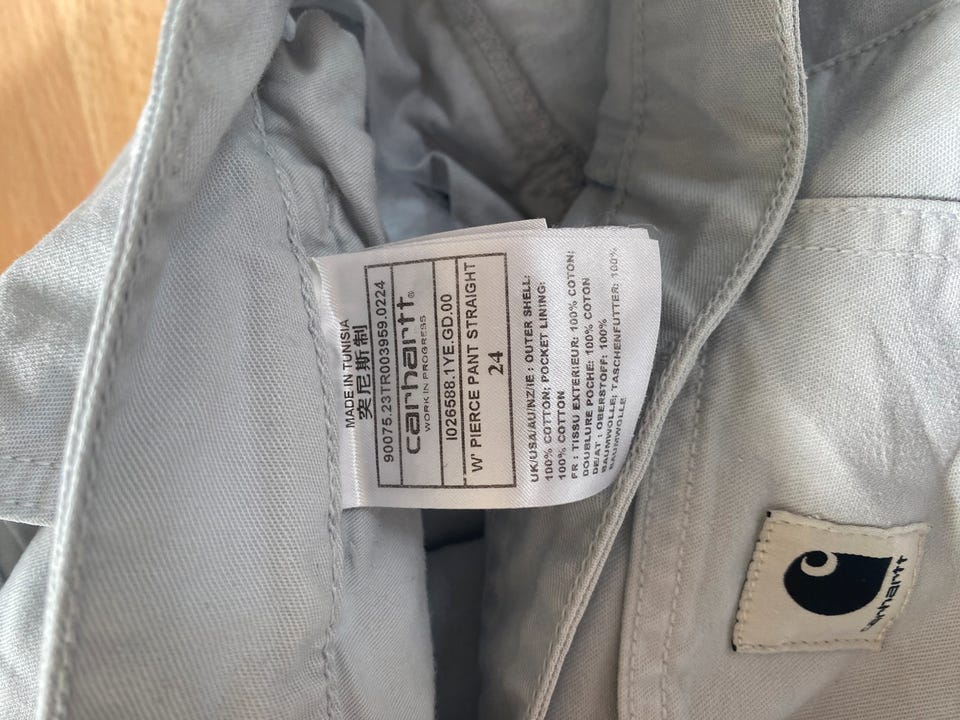 MADE IN TUNISIA
突尼斯制
90075.23TR003959.0224
carhartt®
WORK IN PROGRESS
I026588.1YE.GD.00
W' PIERCE PANT STRAIGHT
24
UK/USA/AU/NZ/IE : OUTER SHELL:
100% COTTON; POCKET LINING:
100% COTTON
FR : TISSU EXTERIEUR: 100% COTON;
DOUBLURE POCHE: 100% COTON
DE/AT : OBERSTOFF: 100%
BAUMWOLLE; TASCHENFUTTER: 100%
BAUMWOLLE
carhartt